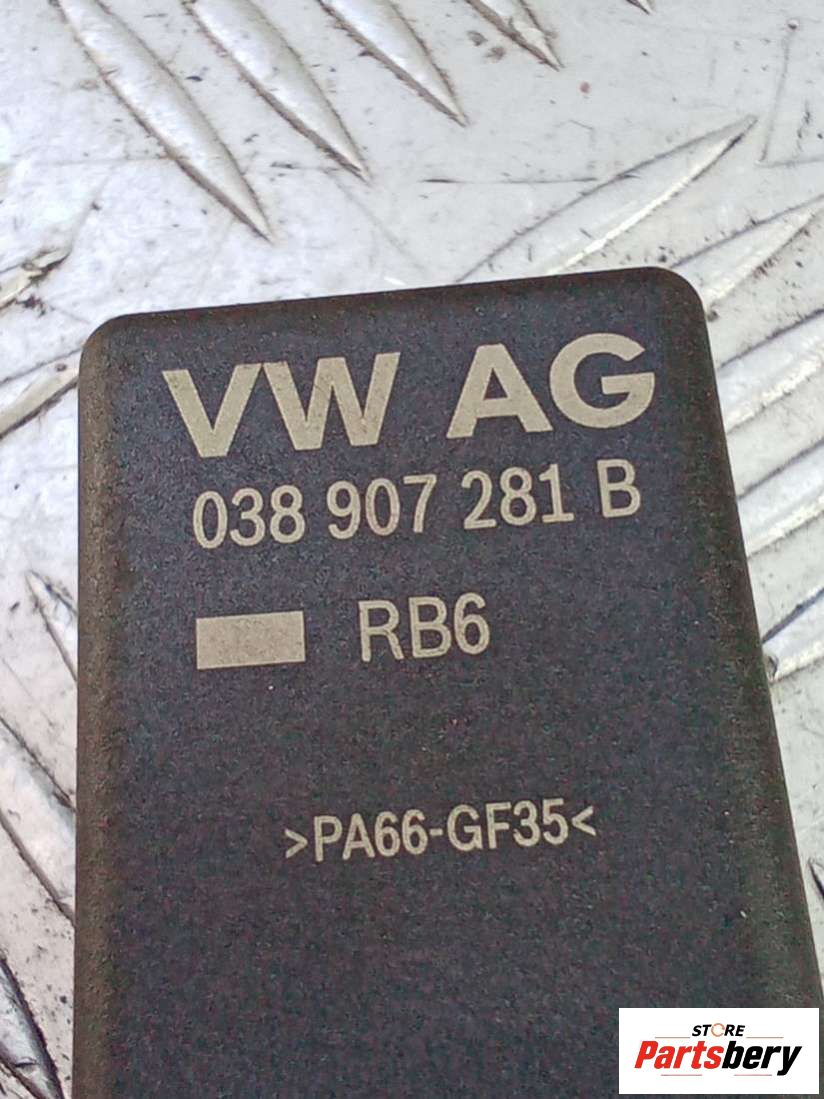 VW AG
038 907 281 B
RB6
>PA66-GF35<
STORE
Partsbery